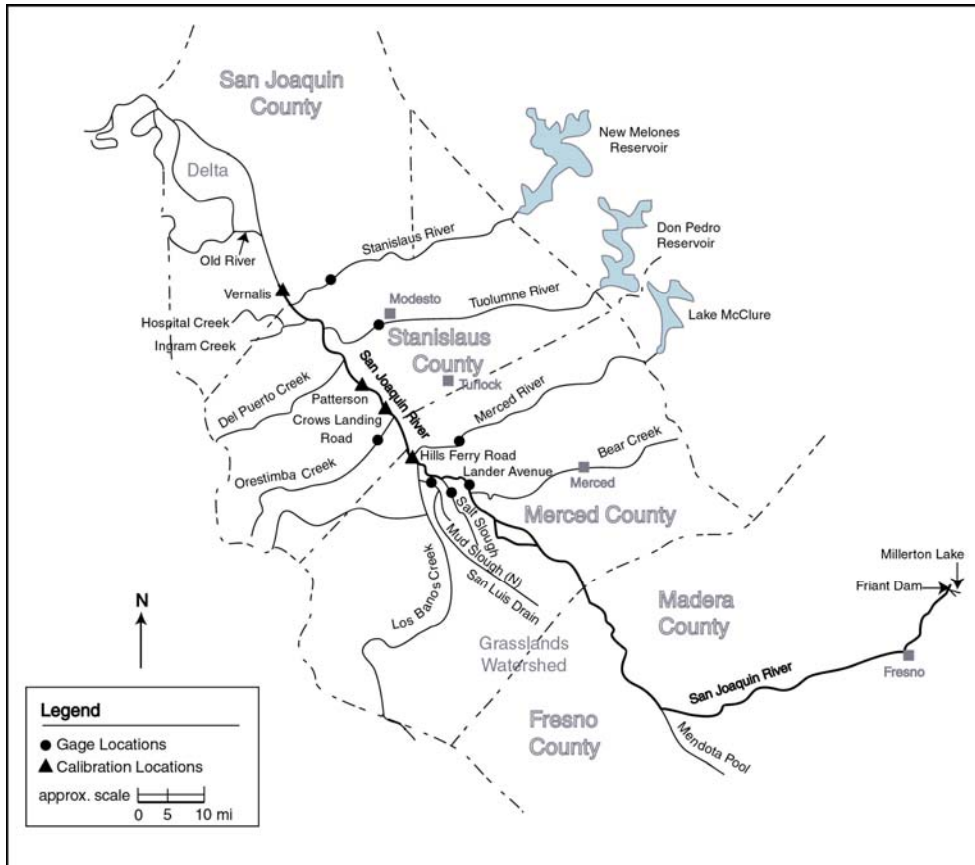 San Joaquin
County
New Melones
Reservoir
Delta
Don Pedro
Reservoir
Stanislaus River
Old River
Vernalis
Modesto
Tuolumne River
Lake McClure
Hospital Creek
Ingram Creek
Stanislaus
County
San Joaquin River
Turlock
Del Puerto Creek
Patterson
Merced River
Crows Landing
Road
Hills Ferry Road
Bear Creek
Orestimba Creek
Lander Avenue
Merced
Salt Slough
Merced County
Mud Slough (N)
San Luis Drain
Los Banos Creek
Millerton Lake
Friant Dam
N
Madera
County
Grasslands
Watershed
San Joaquin River
Fresno
Fresno
County
Mendota Pool
Legend
Gage Locations
Calibration Locations
approx. scale
0 5 10 mi